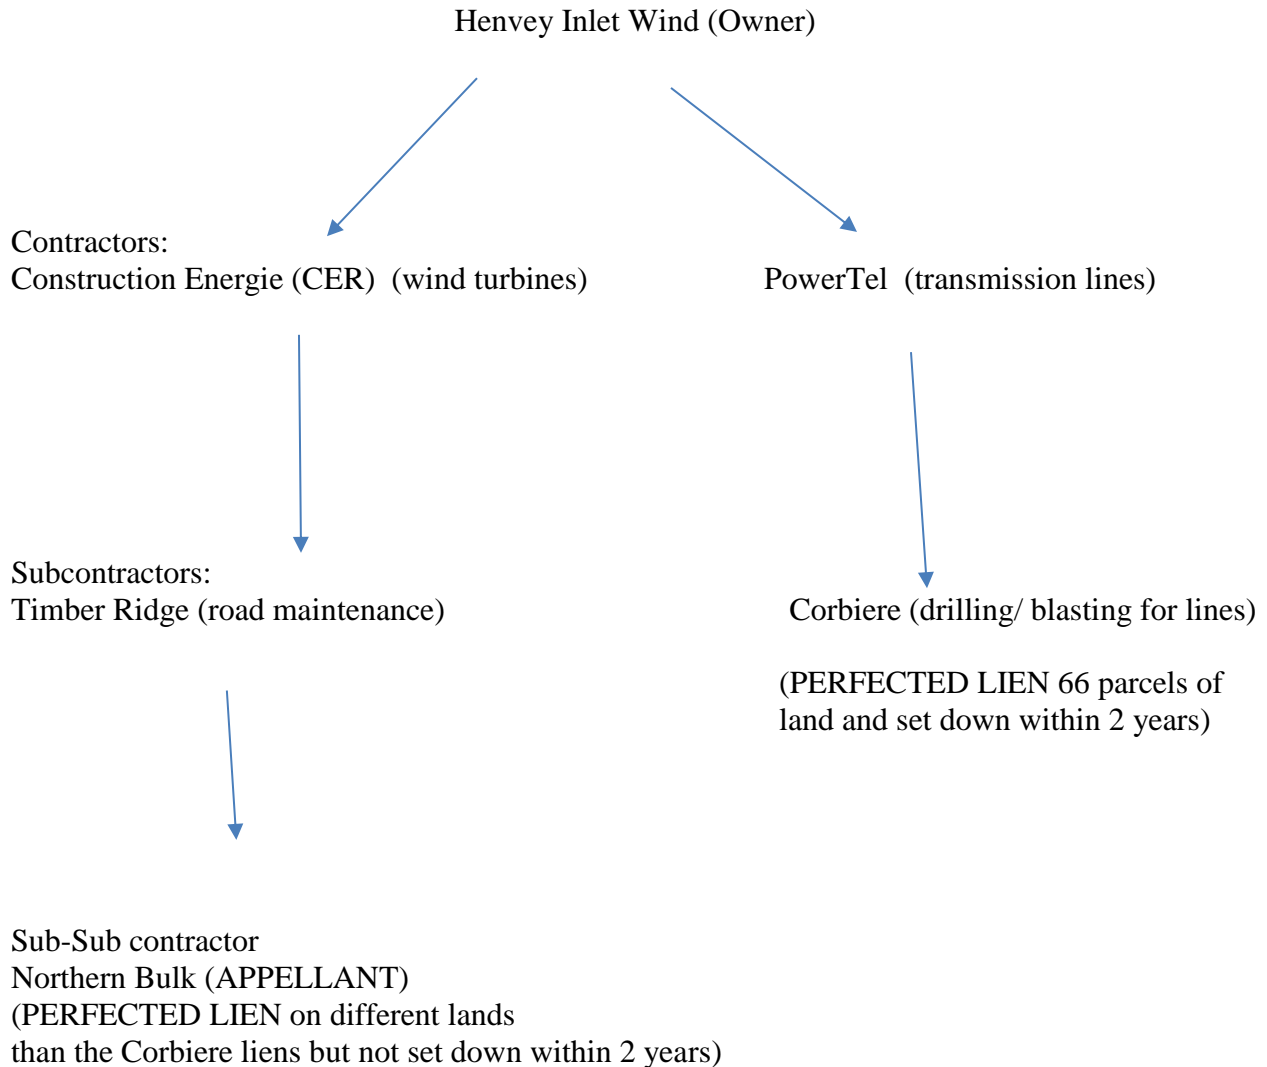 Henvey Inlet Wind (Owner)
Contractors:
Construction Energie (CER)  (wind turbines)
PowerTel  (transmission lines)
Subcontractors:
Timber Ridge (road maintenance)
Corbiere (drilling/ blasting for lines)
(PERFECTED LIEN 66 parcels of
land and set down within 2 years)
Sub-Sub contractor
Northern Bulk (APPELLANT)
(PERFECTED LIEN on different lands
than the Corbiere liens but not set down within 2 years)